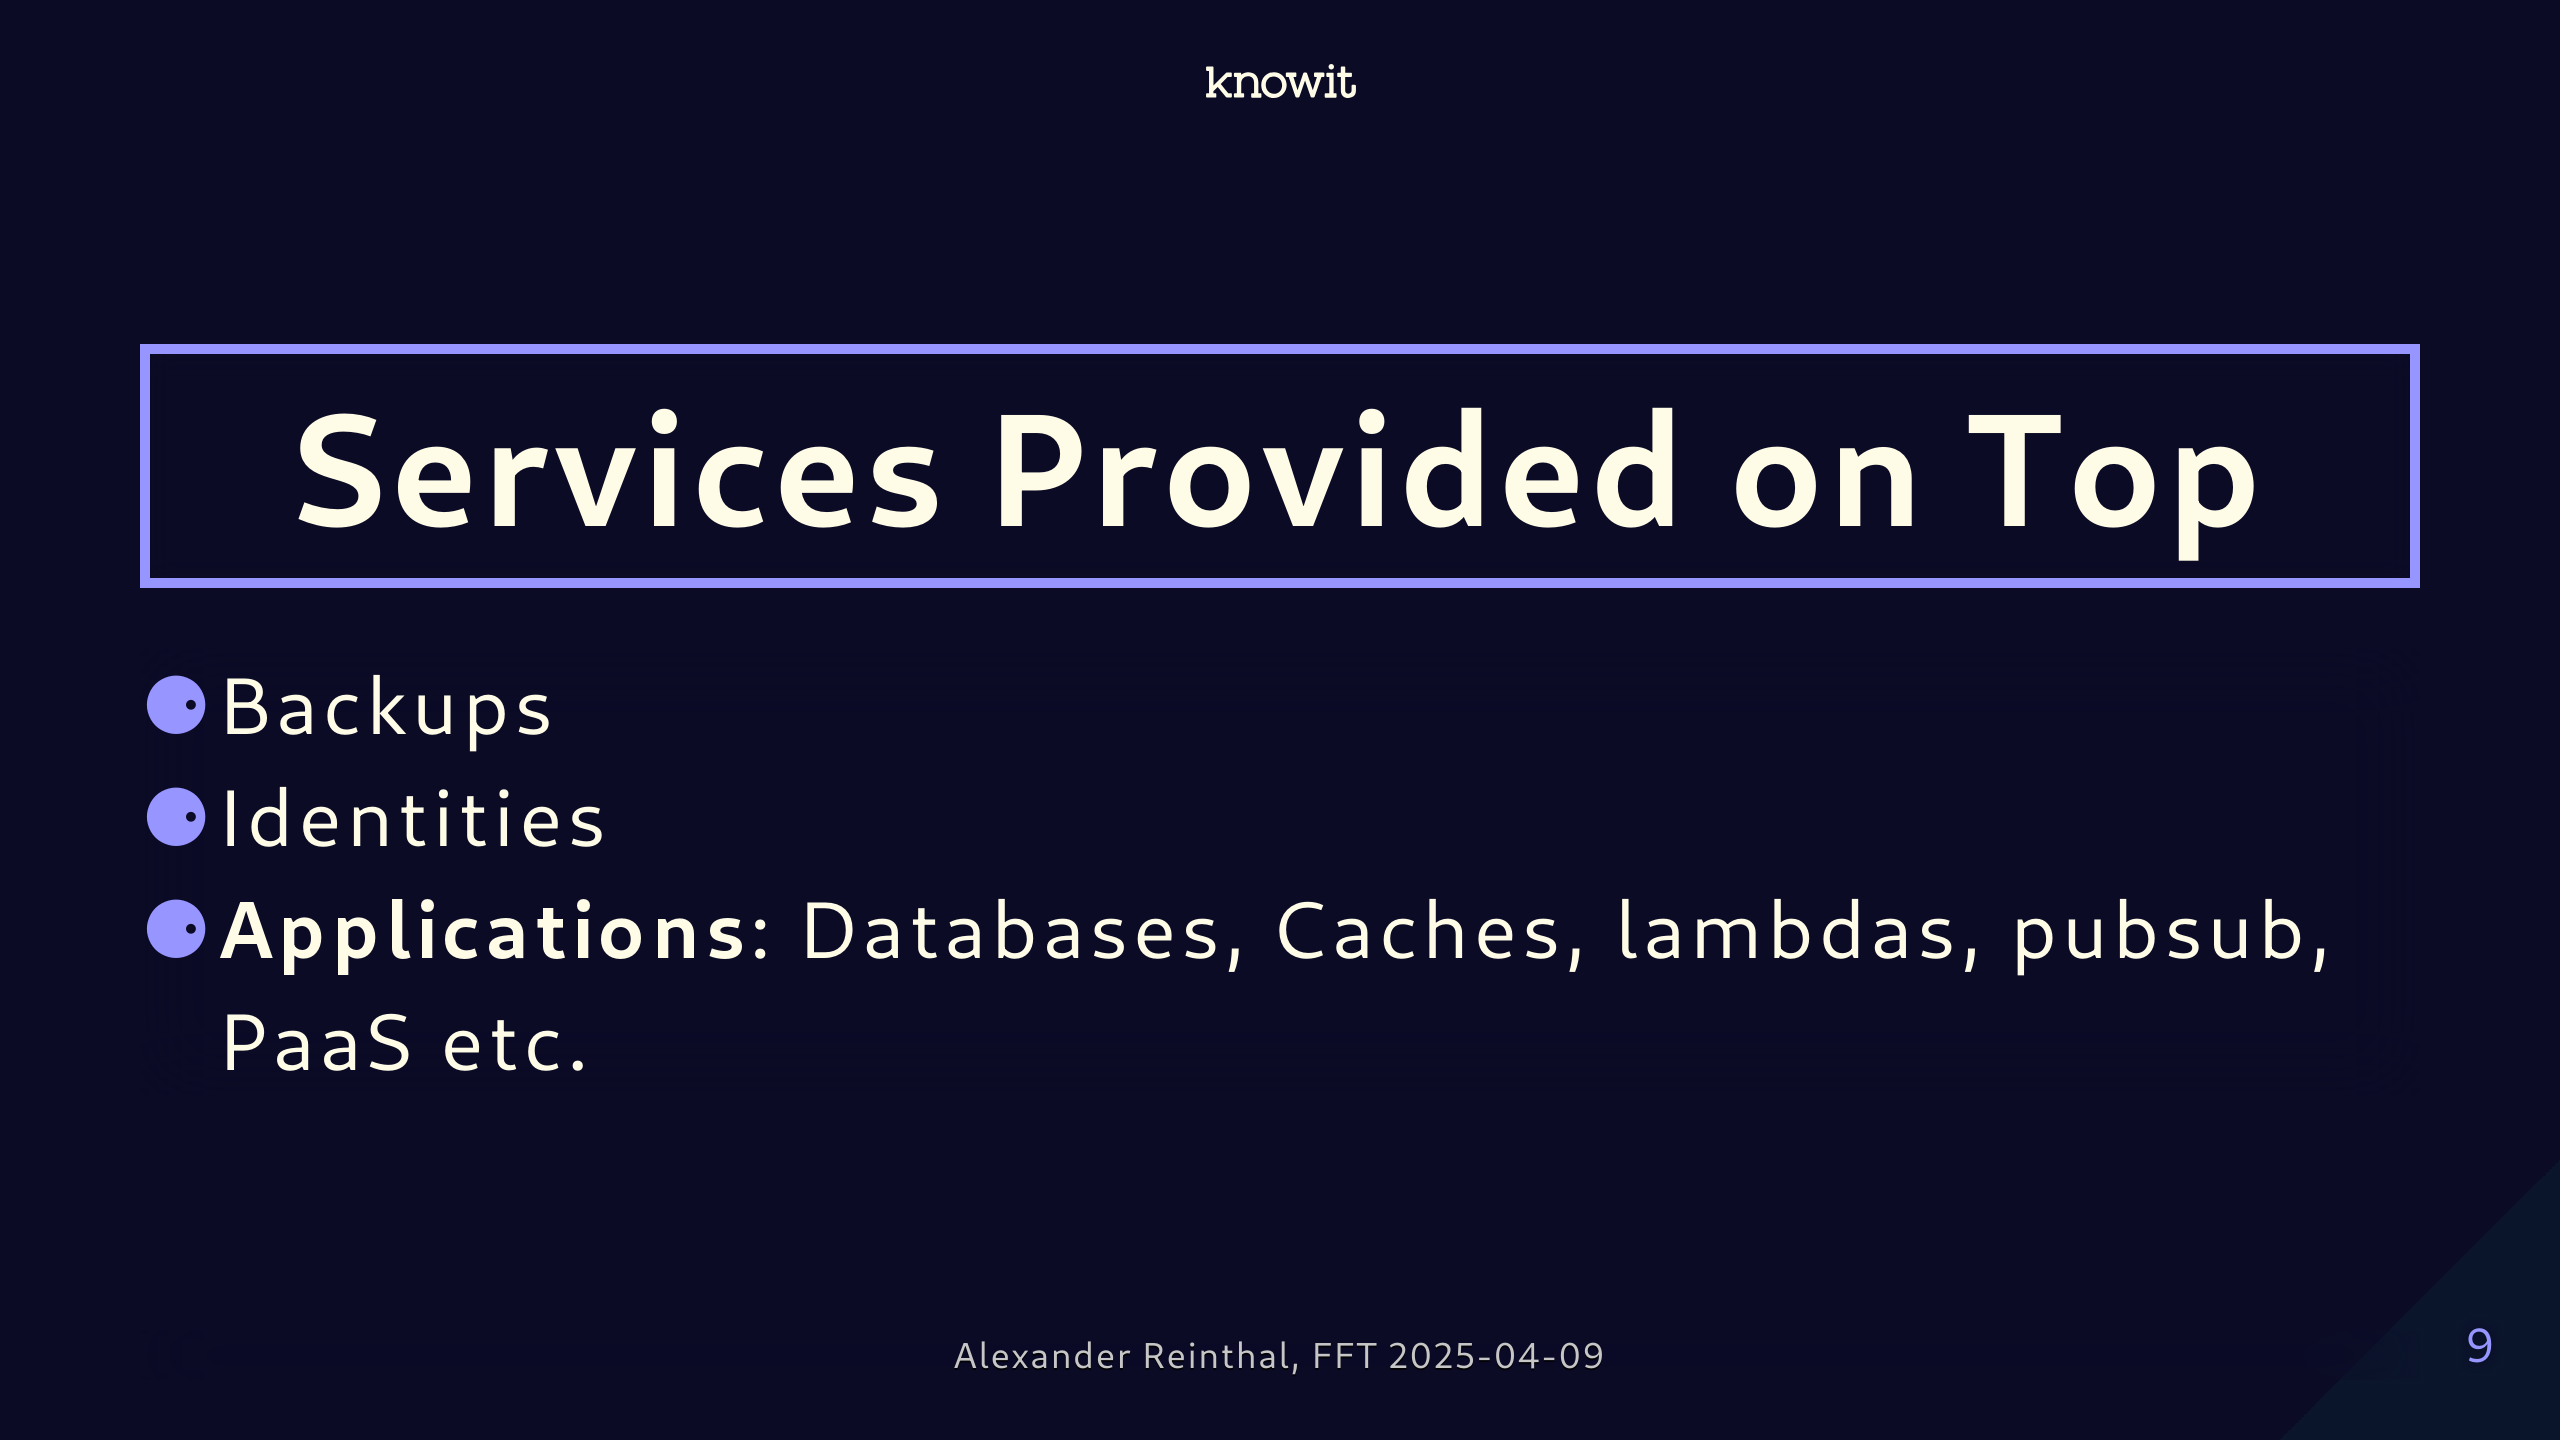 knowit
Services Provided on Top
Backups
Identities
Applications: Databases, Caches, lambdas, pubsub,
PaaS etc.
Alexander Reinthal, FFT 2025-04-09
9